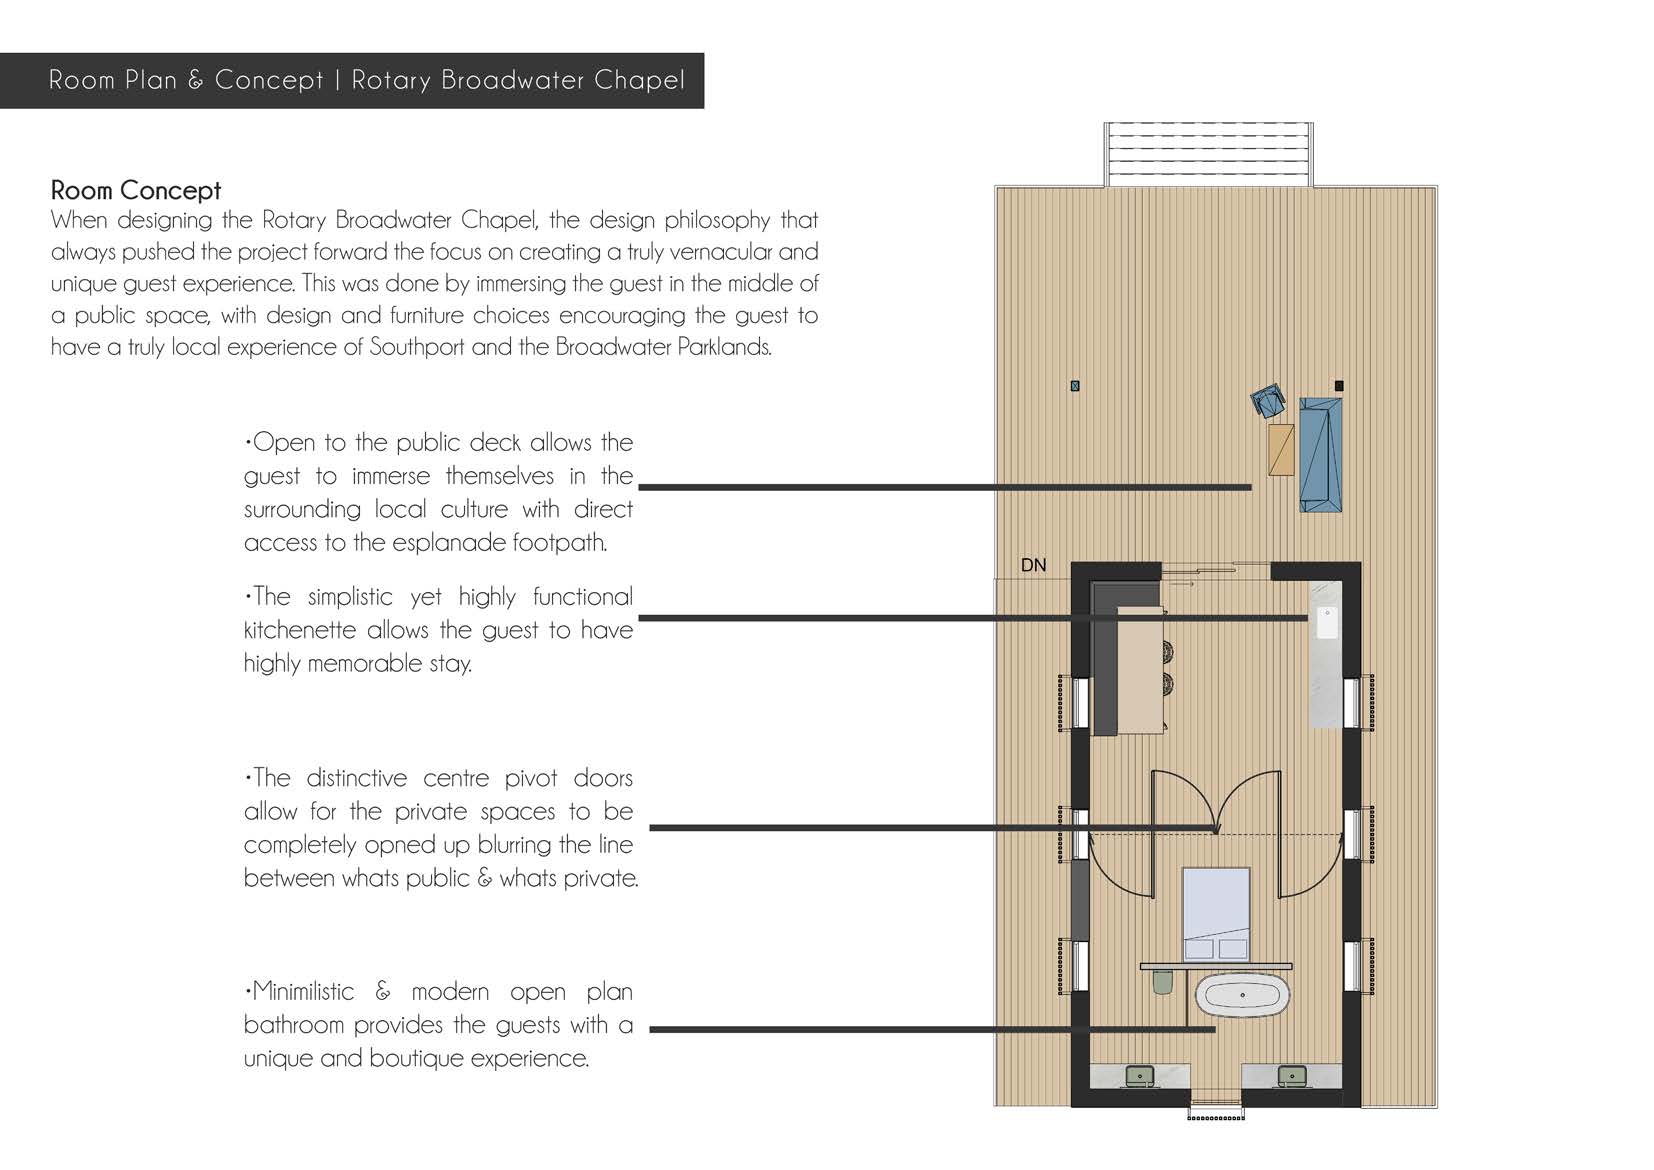 Room Plan & Concept | Rotary Broadwater Chapel
Room Concept
When designing the Rotary Broadwater Chapel, the design philosophy that
always pushed the project forward the focus on creating a truly vernacular and
unique guest experience. This was done by immersing the guest in the middle of
a public space, with design and furniture choices encouraging the guest to
have a truly local experience of Southport and the Broadwater Parklands.
•Open to the public deck allows the
guest to immerse themselves in the
surrounding local culture with direct
access to the esplanade footpath.
•The simplistic yet highly functional
kitchenette allows the guest to have
highly memorable stay.
•The distinctive centre pivot doors
allow for the private spaces to be
completely opned up blurring the line
between whats public & whats private.
•Minimilistic & modern open plan
bathroom provides the guests with a
unique and boutique experience.
DN